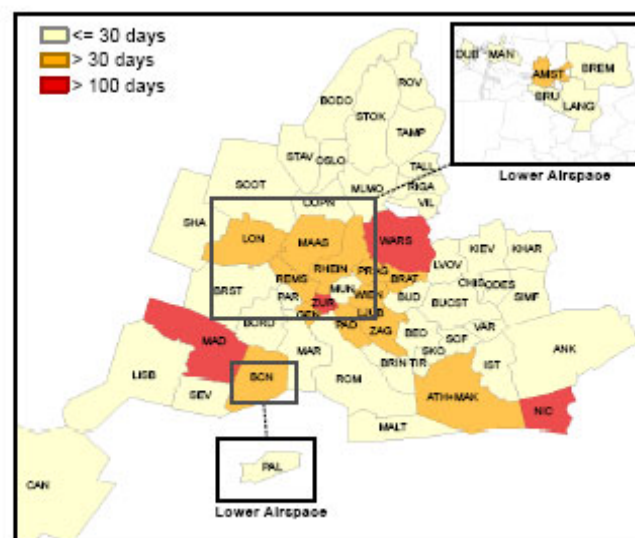 <= 30 days
> 30 days
> 100 days
DUB
MAN
AMST
BREM
BRU
LANG
Lower Airspace
ROV
BODO
STOK
TAMP
STAV
OSLO
TALL
RIGA
VIL
SCOT
COPN
MLMO
SHA
LON
MAAS
WARS
KIEV
KHAR
LVOV
RHEIN
PRAG
BRAT
REMS
MUN
WIEN
CHIS
ODES
BRST
PAR
ZUR
BUD
BUCST
SIMF
GEN
LJUB
PAD
ZAG
BORD
MAR
BEO
SOF
VAR
SKO
MAD
ROM
BRIN
TIR
IST
ANK
LISB
SEV
BCN
ATH+MAK
NIC
MALT
CAN
PAL
Lower Airspace